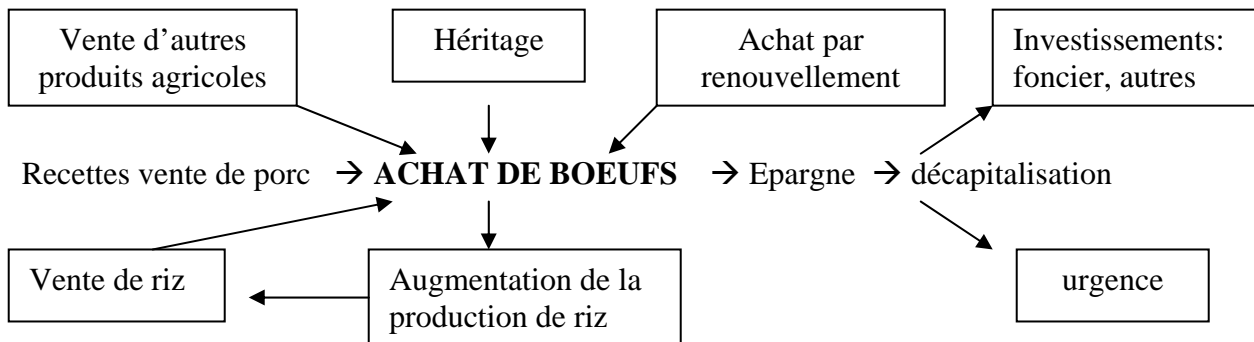 Vente d'autres
produits agricoles
Héritage
Achat par
renouvellement
Investissements:
foncier, autres
Recettes vente de porc → ACHAT DE BOEUFS → Epargne → décapitalisation
Vente de riz
Augmentation de la
production de riz
urgence